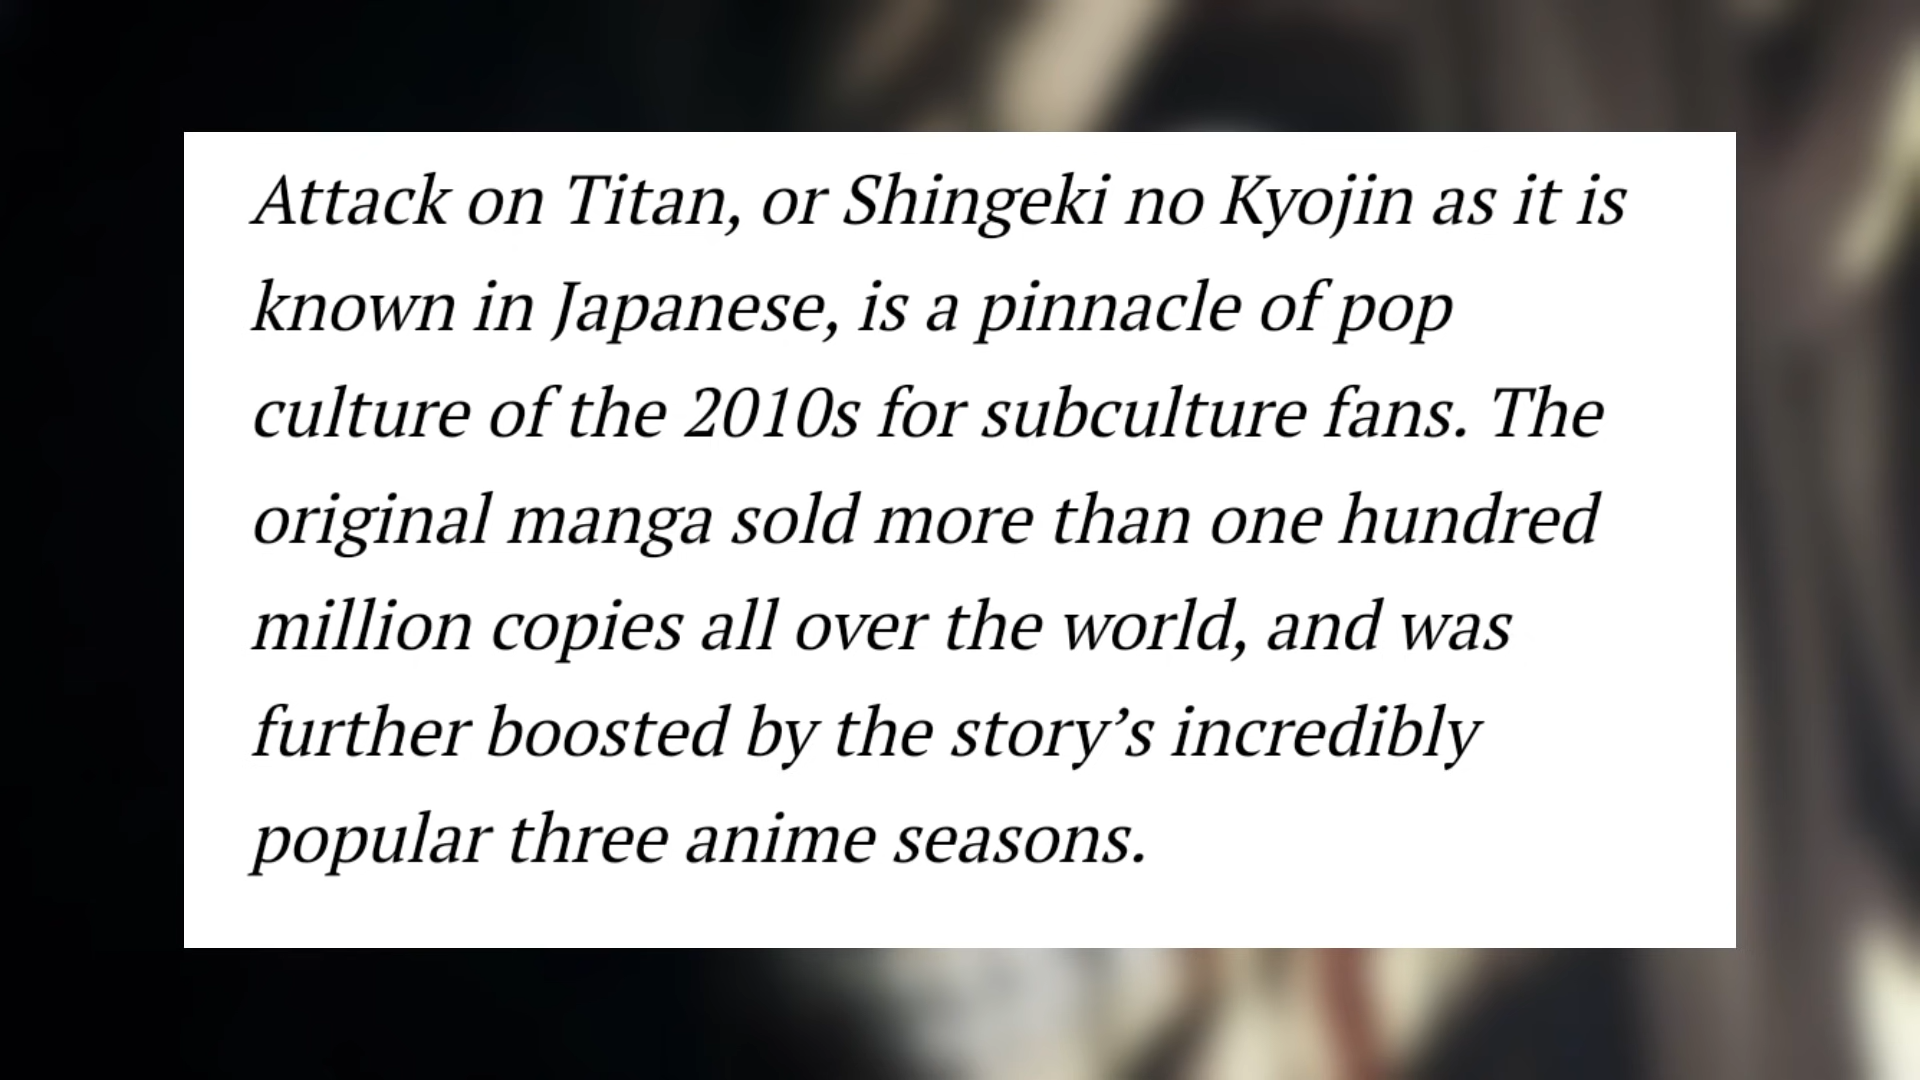 Attack on Titan, or Shingeki no Kyojin as it is
known in Japanese, is a pinnacle of pop
culture of the 2010s for subculture fans. The
original manga sold more than one hundred
million copies all over the world, and was
further boosted by the story’s incredibly
popular three anime seasons.